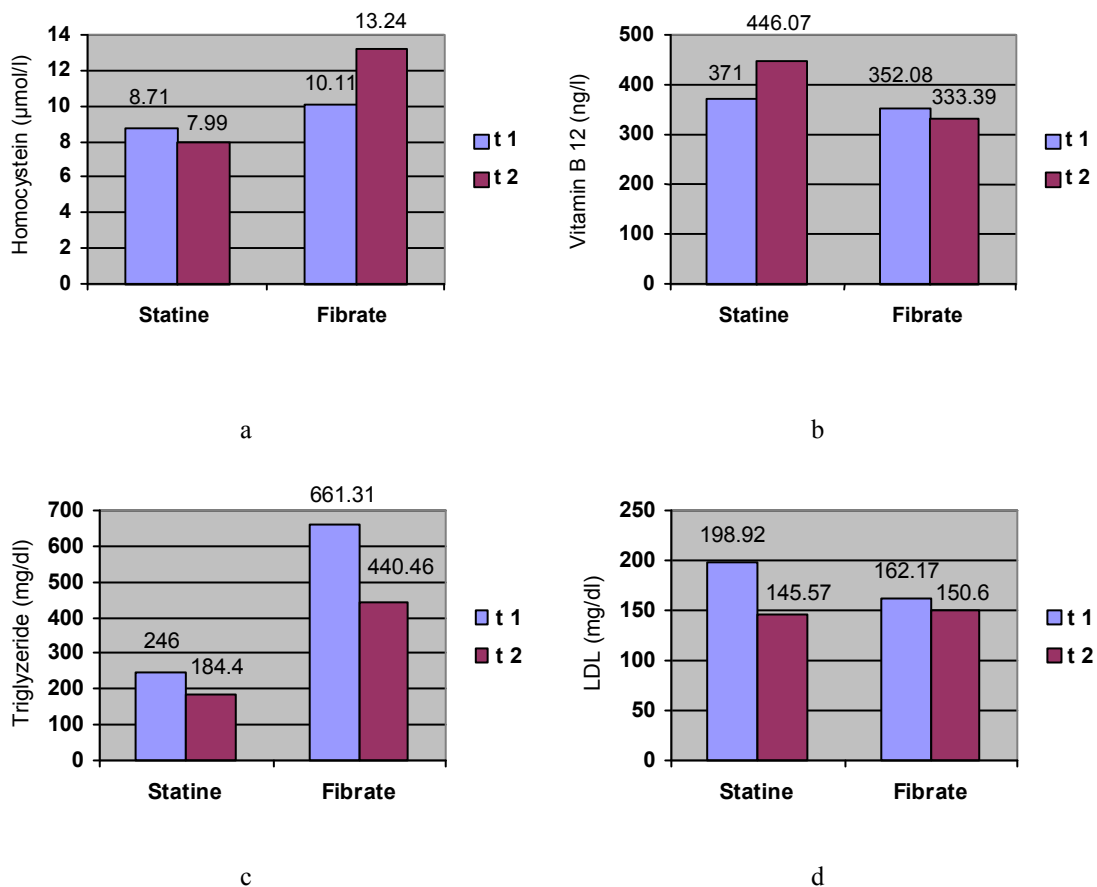 Homocystein (µmol/l)
14
12
10
8
6
4
2
0
8.71
7.99
10.11
13.24
Statine
Fibrate
t 1
t 2
a
Vitamin B 12 (ng/l)
500
400
300
200
100
0
371
446.07
352.08
333.39
Statine
Fibrate
t 1
t 2
b
Triglyzeride (mg/dl)
700
600
500
400
300
200
100
0
246
184.4
661.31
440.46
Statine
Fibrate
t 1
t 2
c
LDL (mg/dl)
250
200
150
100
50
0
198.92
145.57
162.17
150.6
Statine
Fibrate
t 1
t 2
d